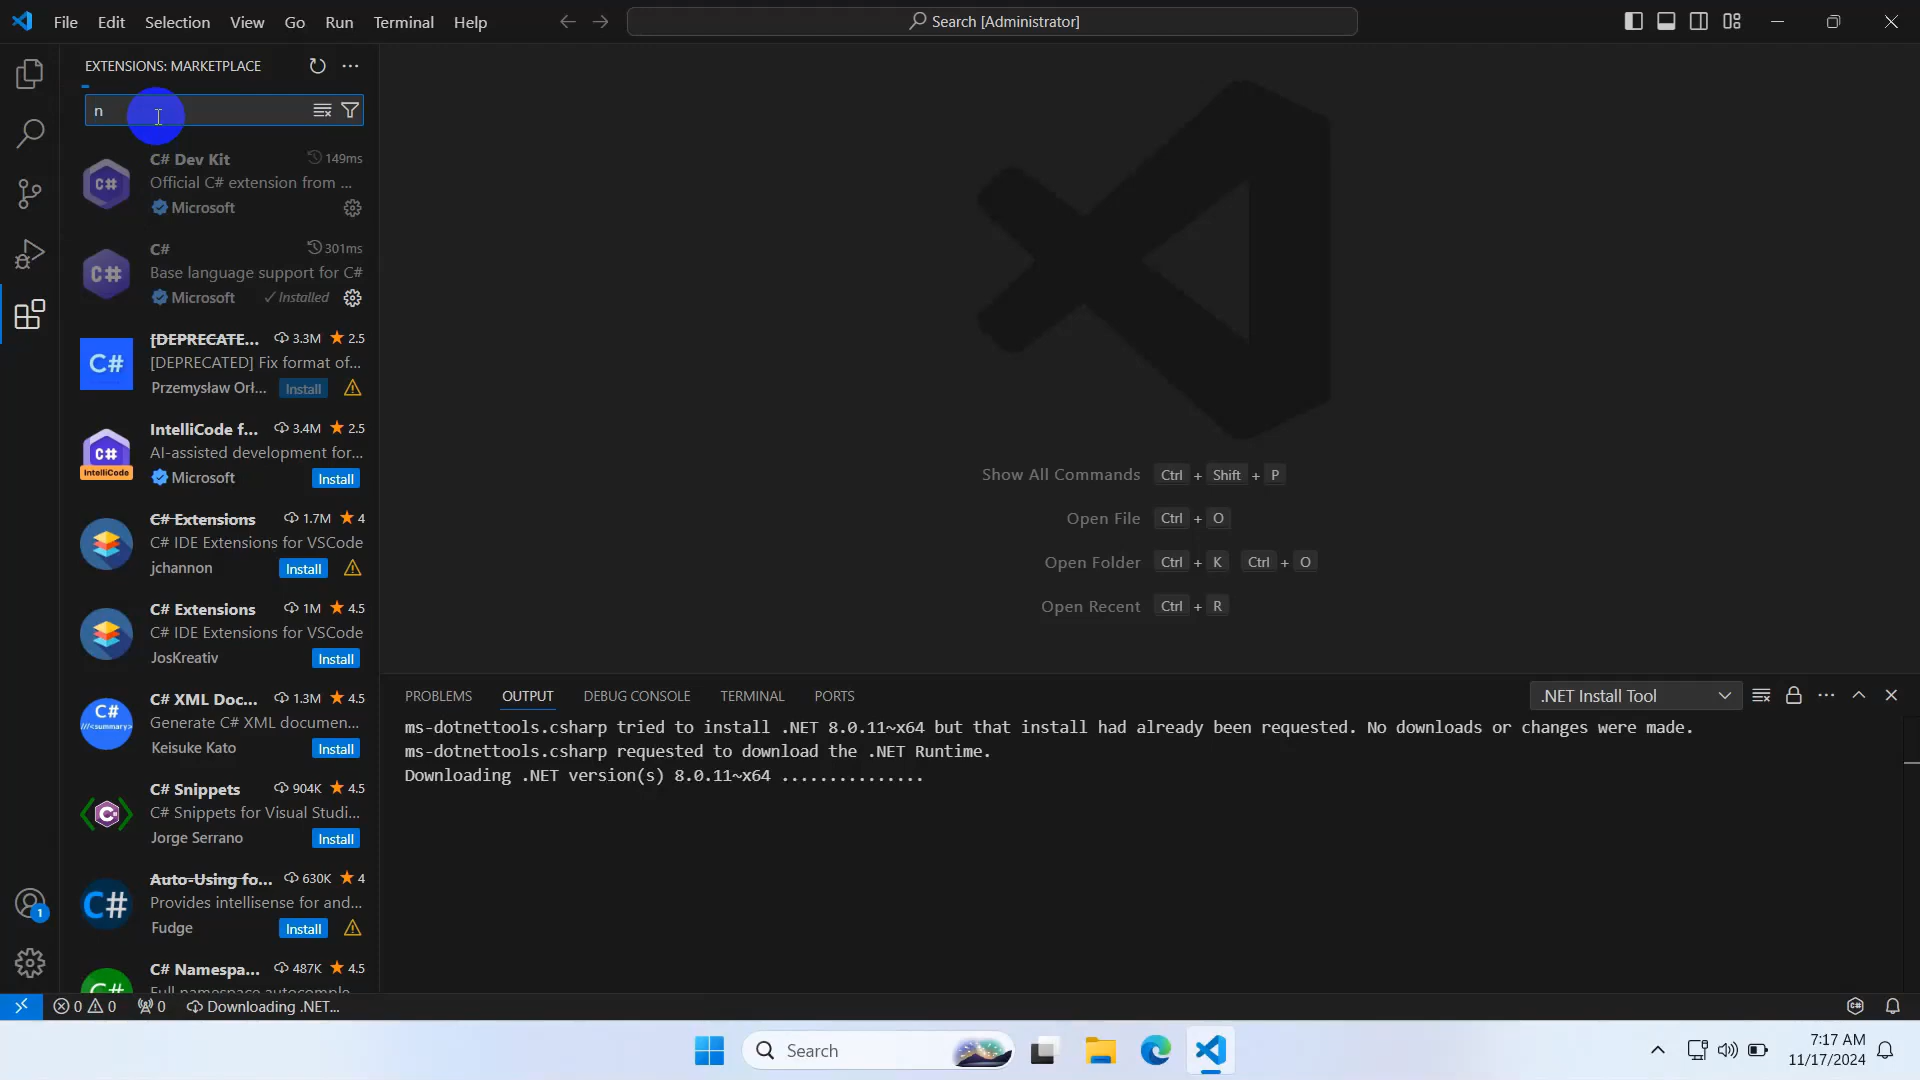 File Edit Selection View Go Run Terminal Help
Search [Administrator]
EXTENSIONS: MARKETPLACE
n
C# Dev Kit 149ms
Official C# extension from ...
Microsoft
C# 301ms
Base language support for C#
Microsoft Installed
[DEPRECATE... 3.3M 2.5
[DEPRECATED] Fix format of...
Przemysław Orł... Install
IntelliCode f... 3.4M 2.5
AI-assisted development for...
Microsoft Install
C# Extensions 1.7M 4
C# IDE Extensions for VSCode
jchannon Install
C# Extensions 1M 4.5
C# IDE Extensions for VSCode
JosKreativ Install
C# XML Doc... 1.3M 4.5
Generate C# XML documen...
Keisuke Kato Install
C# Snippets 904K 4.5
C# Snippets for Visual Studi...
Jorge Serrano Install
Auto-Using fo... 630K 4
Provides intellisense for and...
Fudge Install
C# Namespa... 487K 4.5
Full namespace autocomple
C#
C#
C#
C#
IntelliCode
C#
///<summary>
C
C#
C#
Show All Commands Ctrl + Shift + P
Open File Ctrl + O
Open Folder Ctrl + K Ctrl + O
Open Recent Ctrl + R
PROBLEMS OUTPUT DEBUG CONSOLE TERMINAL PORTS
.NET Install Tool
ms-dotnettools.csharp tried to install .NET 8.0.11~x64 but that install had already been requested. No downloads or changes were made.
ms-dotnettools.csharp requested to download the .NET Runtime.
Downloading .NET version(s) 8.0.11~x64 ...............
1
0 0 0 Downloading .NET...
Search
7:17 AM
11/17/2024